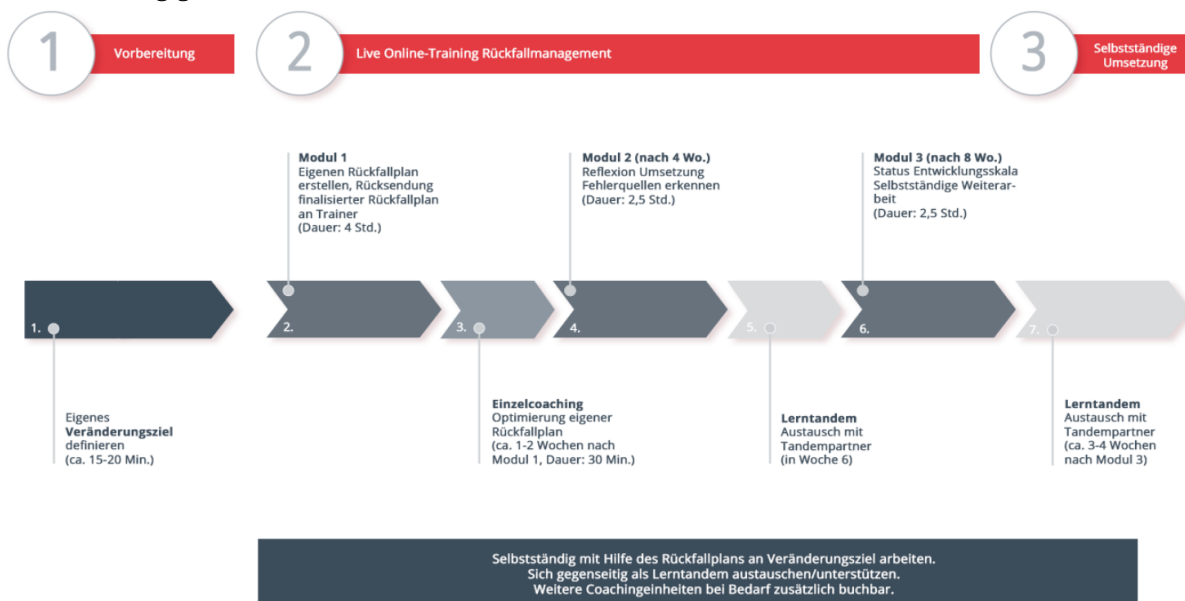 1
Vorbereitung
2
Live Online-Training Rückfallmanagement
3
Selbstständige
Umsetzung
Modul 1
Eigenen Rückfallplan
erstellen, Rücksendung
finalisierter Rückfallplan
an Trainer
(Dauer: 4 Std.)
Modul 2 (nach 4 Wo.)
Reflexion Umsetzung
Fehlerquellen erkennen
(Dauer: 2,5 Std.)
Modul 3 (nach 8 Wo.)
Status Entwicklungsskala
Selbstständige Weiterar-
beit
(Dauer: 2,5 Std.)
1.
2.
3.
4.
5.
6.
7.
Eigenes
Veränderungsziel
definieren
(ca. 15-20 Min.)
Einzelcoaching
Optimierung eigener
Rückfallplan
(ca. 1-2 Wochen nach
Modul 1, Dauer: 30 Min.)
Lerntandem
Austausch mit
Tandempartner
(in Woche 6)
Lerntandem
Austausch mit
Tandempartner
(ca. 3-4 Wochen
nach Modul 3)
Selbstständig mit Hilfe des Rückfallplans an Veränderungsziel arbeiten.
Sich gegenseitig als Lerntandem austauschen/unterstützen.
Weitere Coachingeinheiten bei Bedarf zusätzlich buchbar.